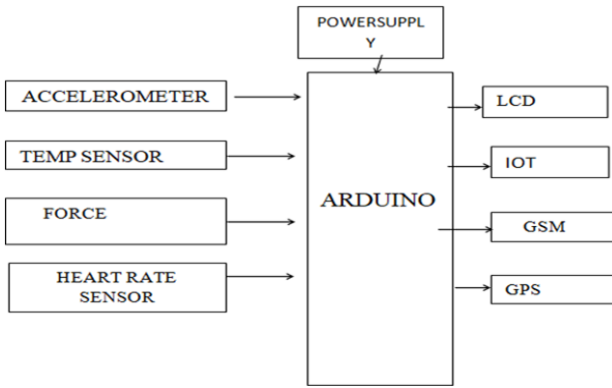 POWERSUPPL
Y
ACCELEROMETER
TEMP SENSOR
FORCE
HEART RATE
SENSOR
ARDUINO
LCD
IOT
GSM
GPS